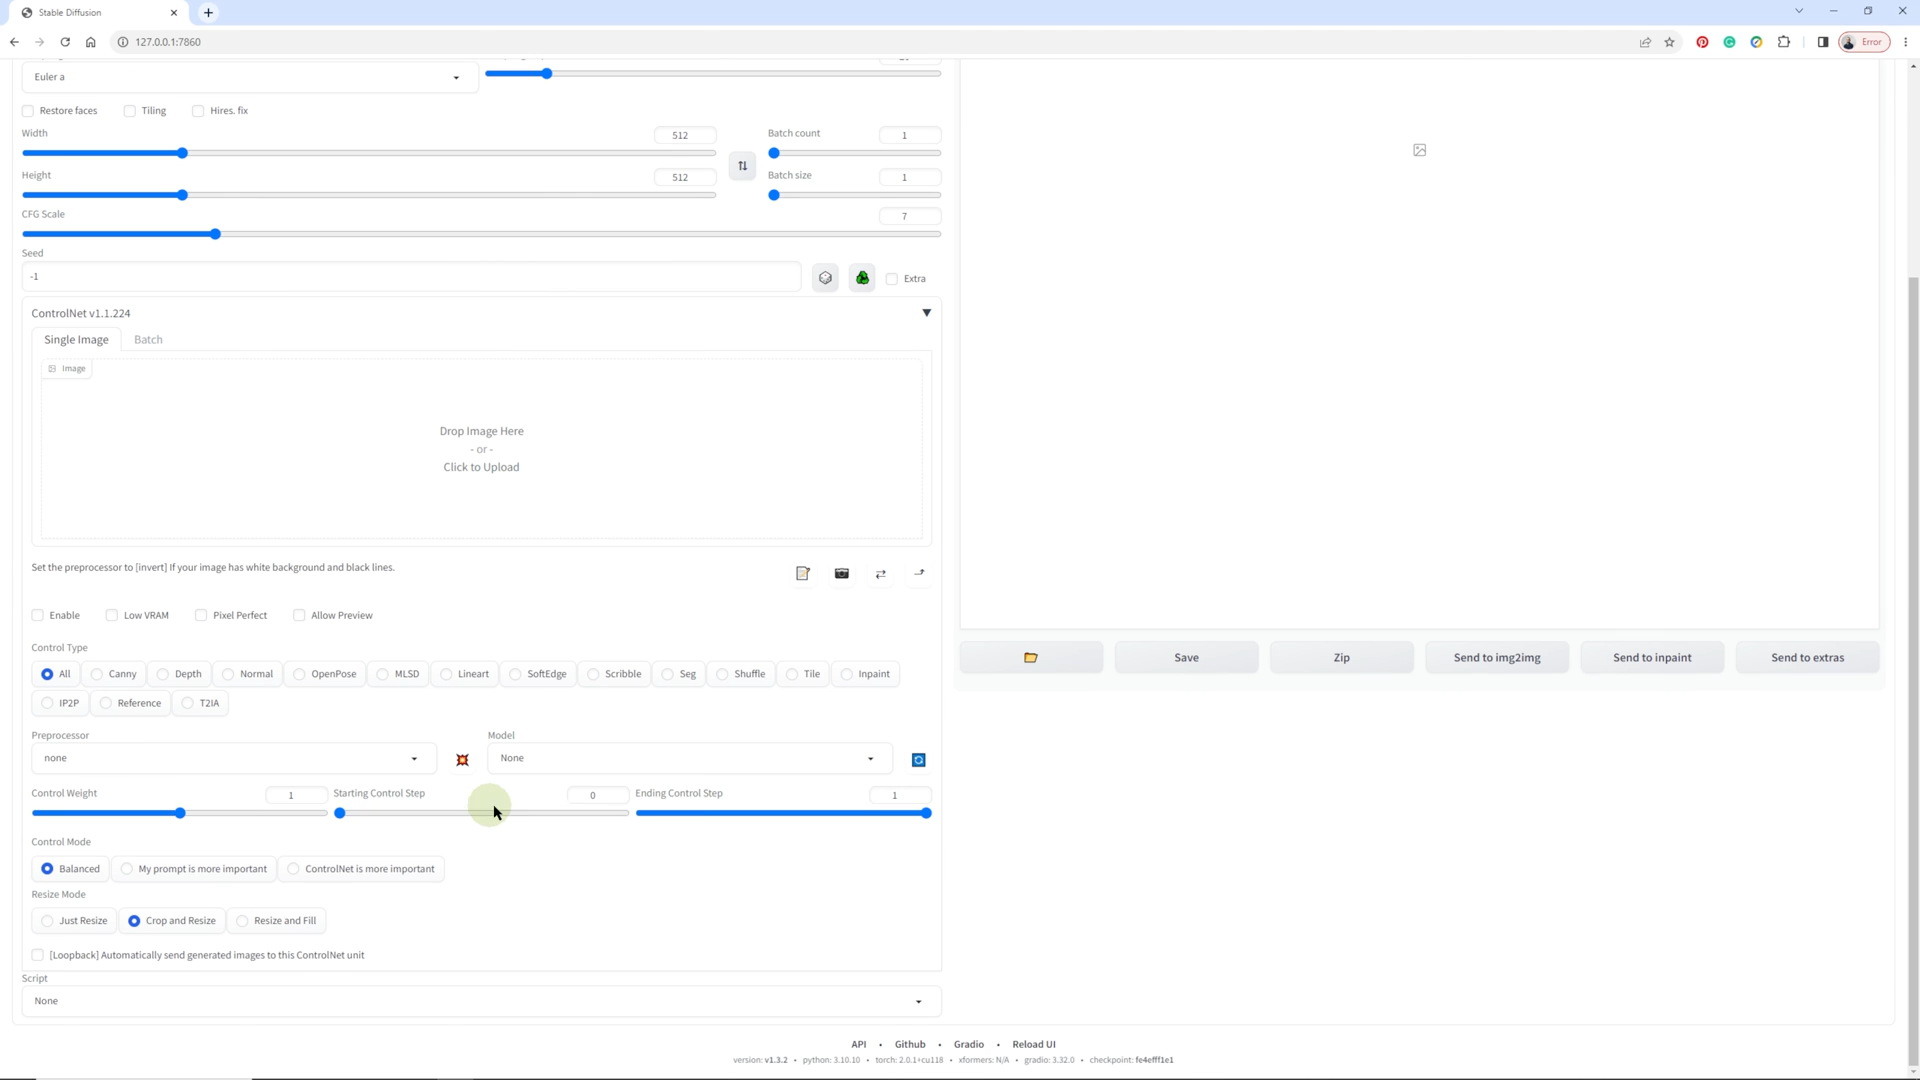 Stable Diffusion
127.0.0.1:7860
Error
Euler a
Restore faces
Tiling
Hires. fix
Width
512
Batch count
1
Height
512
Batch size
1
CFG Scale
7
Seed
-1
Extra
ControlNet v1.1.224
Single Image
Batch
Image
Drop Image Here
- or -
Click to Upload
Set the preprocessor to [invert] If your image has white background and black lines.
Enable
Low VRAM
Pixel Perfect
Allow Preview
Control Type
All
Canny
Depth
Normal
OpenPose
MLSD
Lineart
SoftEdge
Scribble
Seg
Shuffle
Tile
Inpaint
IP2P
Reference
T2IA
Preprocessor
none
Model
None
Control Weight
1
Starting Control Step
0
Ending Control Step
1
Control Mode
Balanced
My prompt is more important
ControlNet is more important
Resize Mode
Just Resize
Crop and Resize
Resize and Fill
[Loopback] Automatically send generated images to this ControlNet unit
Script
None
Save
Zip
Send to img2img
Send to inpaint
Send to extras
API • Github • Gradio • Reload UI
version: v1.3.2 • python: 3.10.10 • torch: 2.0.1+cu118 • xformers: N/A • gradio: 3.32.0 • checkpoint: fe4efff1e1